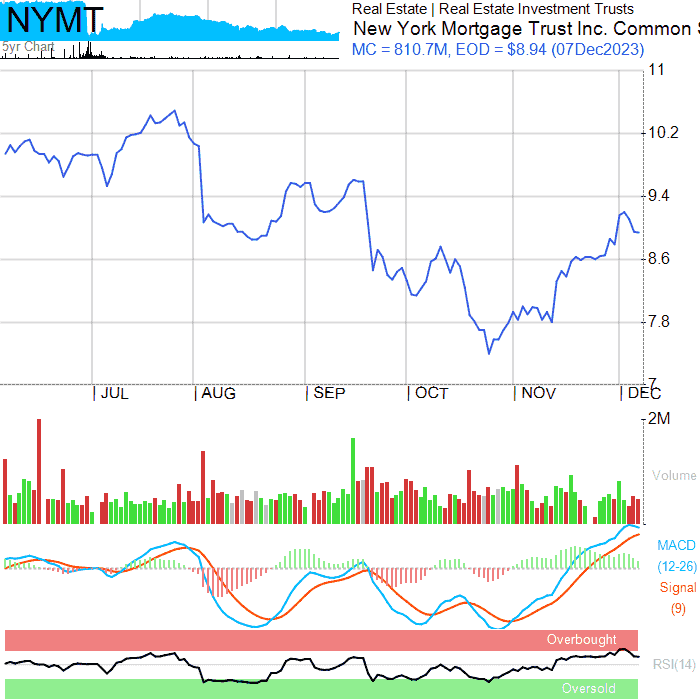 NYMT
5yr Chart
Real Estate | Real Estate Investment Trusts
New York Mortgage Trust Inc. Common S
MC = 810.7M, EOD = $8.94 (07Dec2023)
11
10.2
9.4
8.6
7.8
7
JUL AUG SEP OCT NOV DEC
2M
Volume
MACD
(12-26)
Signal
(9)
Overbought
RSI(14)
Oversold